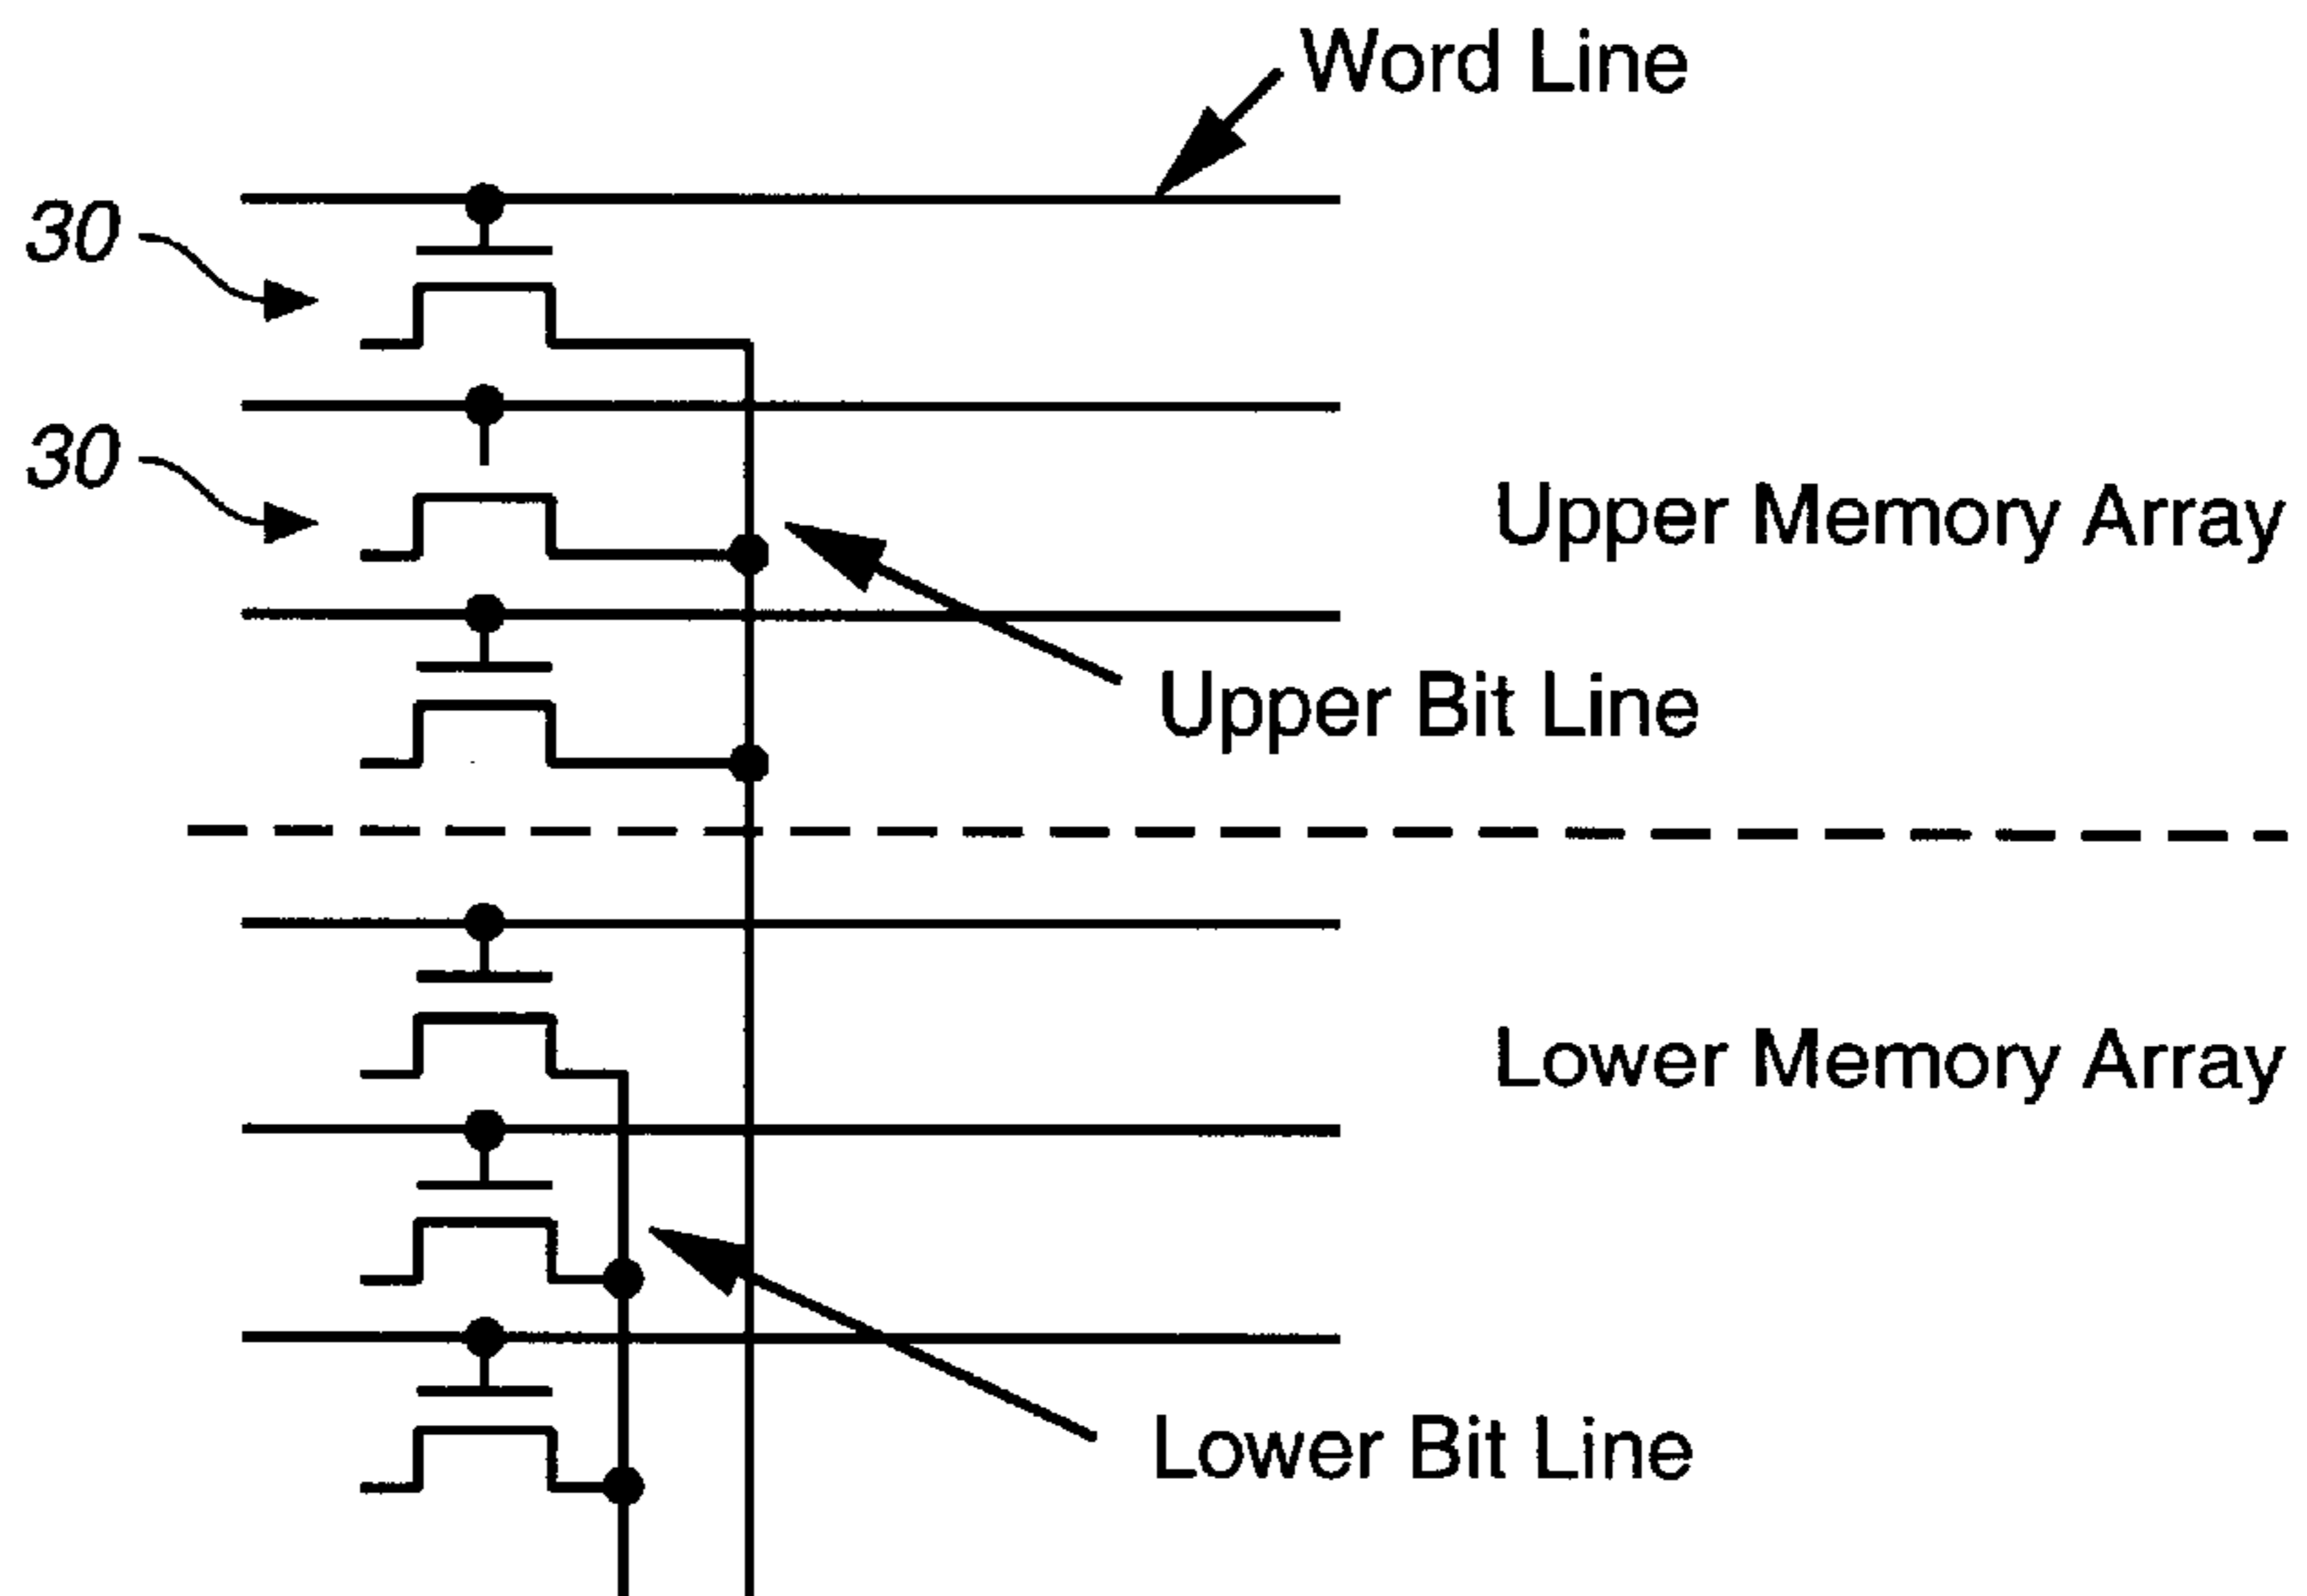 Word Line
30
30
Upper Memory Array
Upper Bit Line
Lower Memory Array
Lower Bit Line